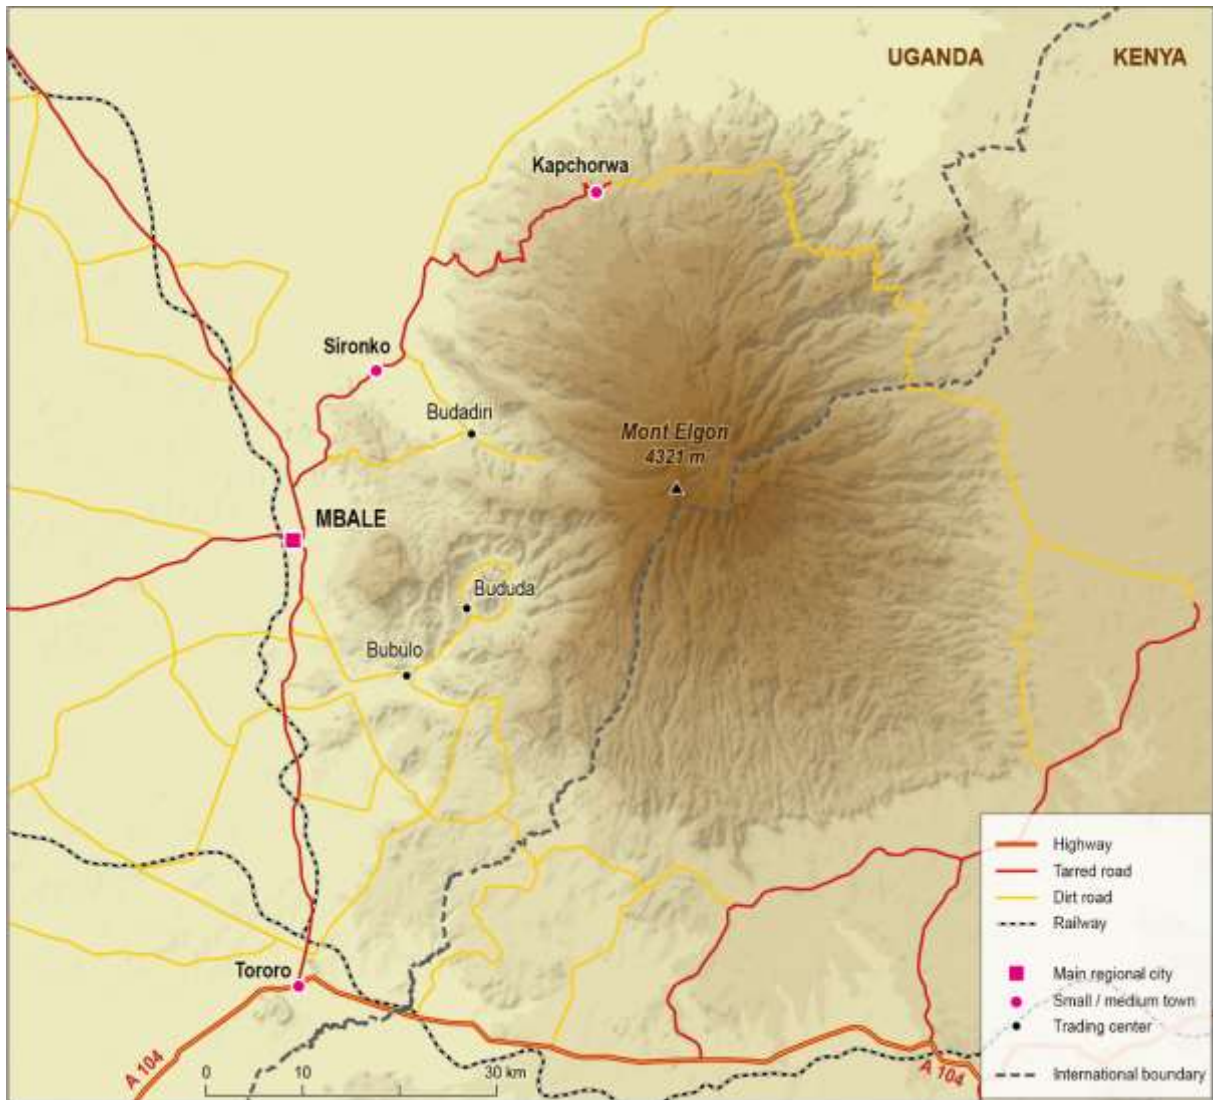 UGANDA
KENYA
Kapchorwa
Sironko
Budadiri
Mont Elgon
4321 m
MBALE
Bududa
Bubulo
Tororo
A 104
0 10 30 km
A 104
Highway
Tarred road
Dirt road
Railway
Main regional city
Small / medium town
Trading center
International boundary